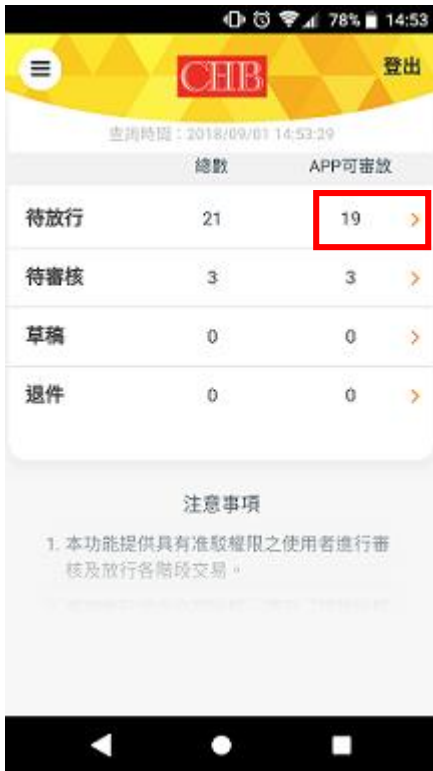 78% 14:53
CHB 登出
查詢時間：2018/09/01 14:53:29
總數 APP可審放
待放行 21 19 >
待審核 3 3 >
草稿 0 0 >
退件 0 0 >
注意事項
1. 本功能提供具有准駁權限之使用者進行審
核及放行各階段交易。